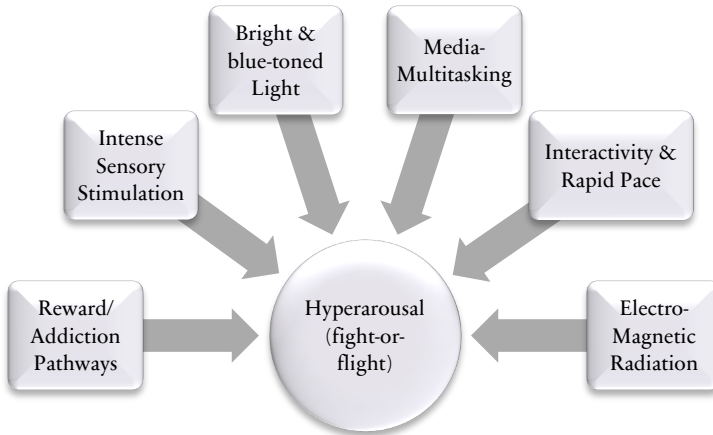 Bright &
blue-toned
Light
Media-
Multitasking
Intense
Sensory
Stimulation
Interactivity &
Rapid Pace
Reward/
Addiction
Pathways
Hyperarousal
(fight-or-
flight)
Electro-
Magnetic
Radiation